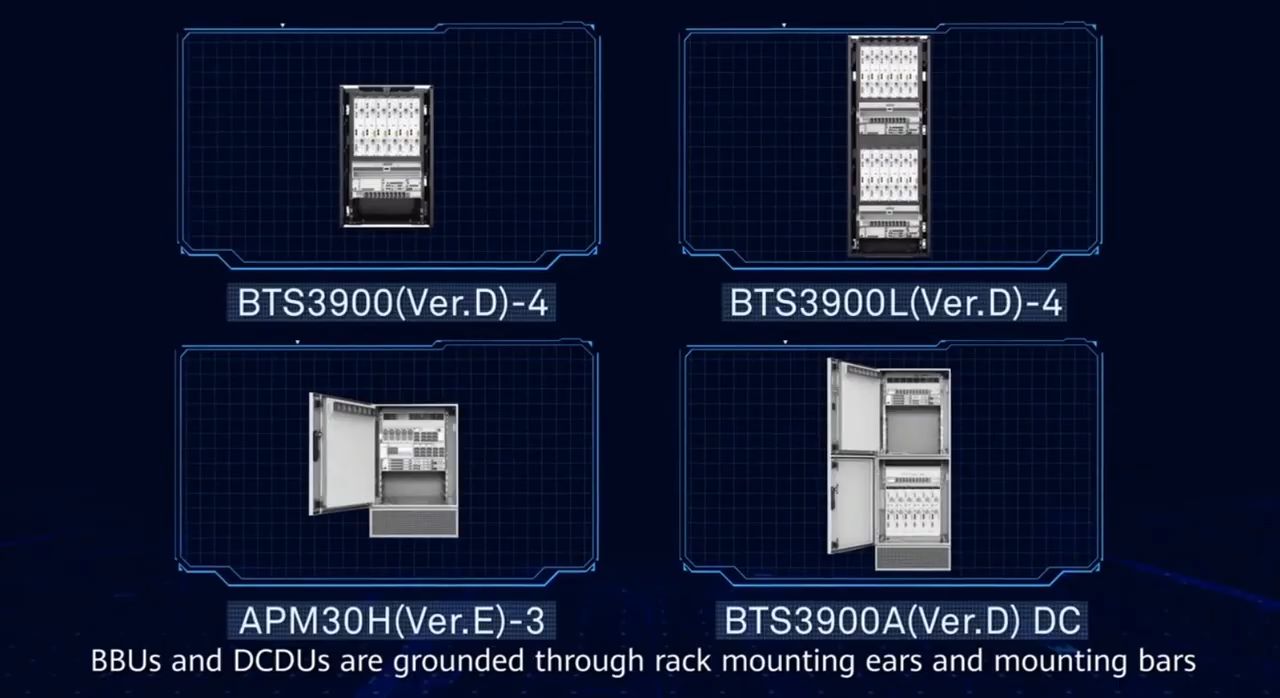 BTS3900(Ver.D)-4
BTS3900L(Ver.D)-4
APM30H(Ver.E)-3
BTS3900A(Ver.D) DC
BBUs and DCDUs are grounded through rack mounting ears and mounting bars